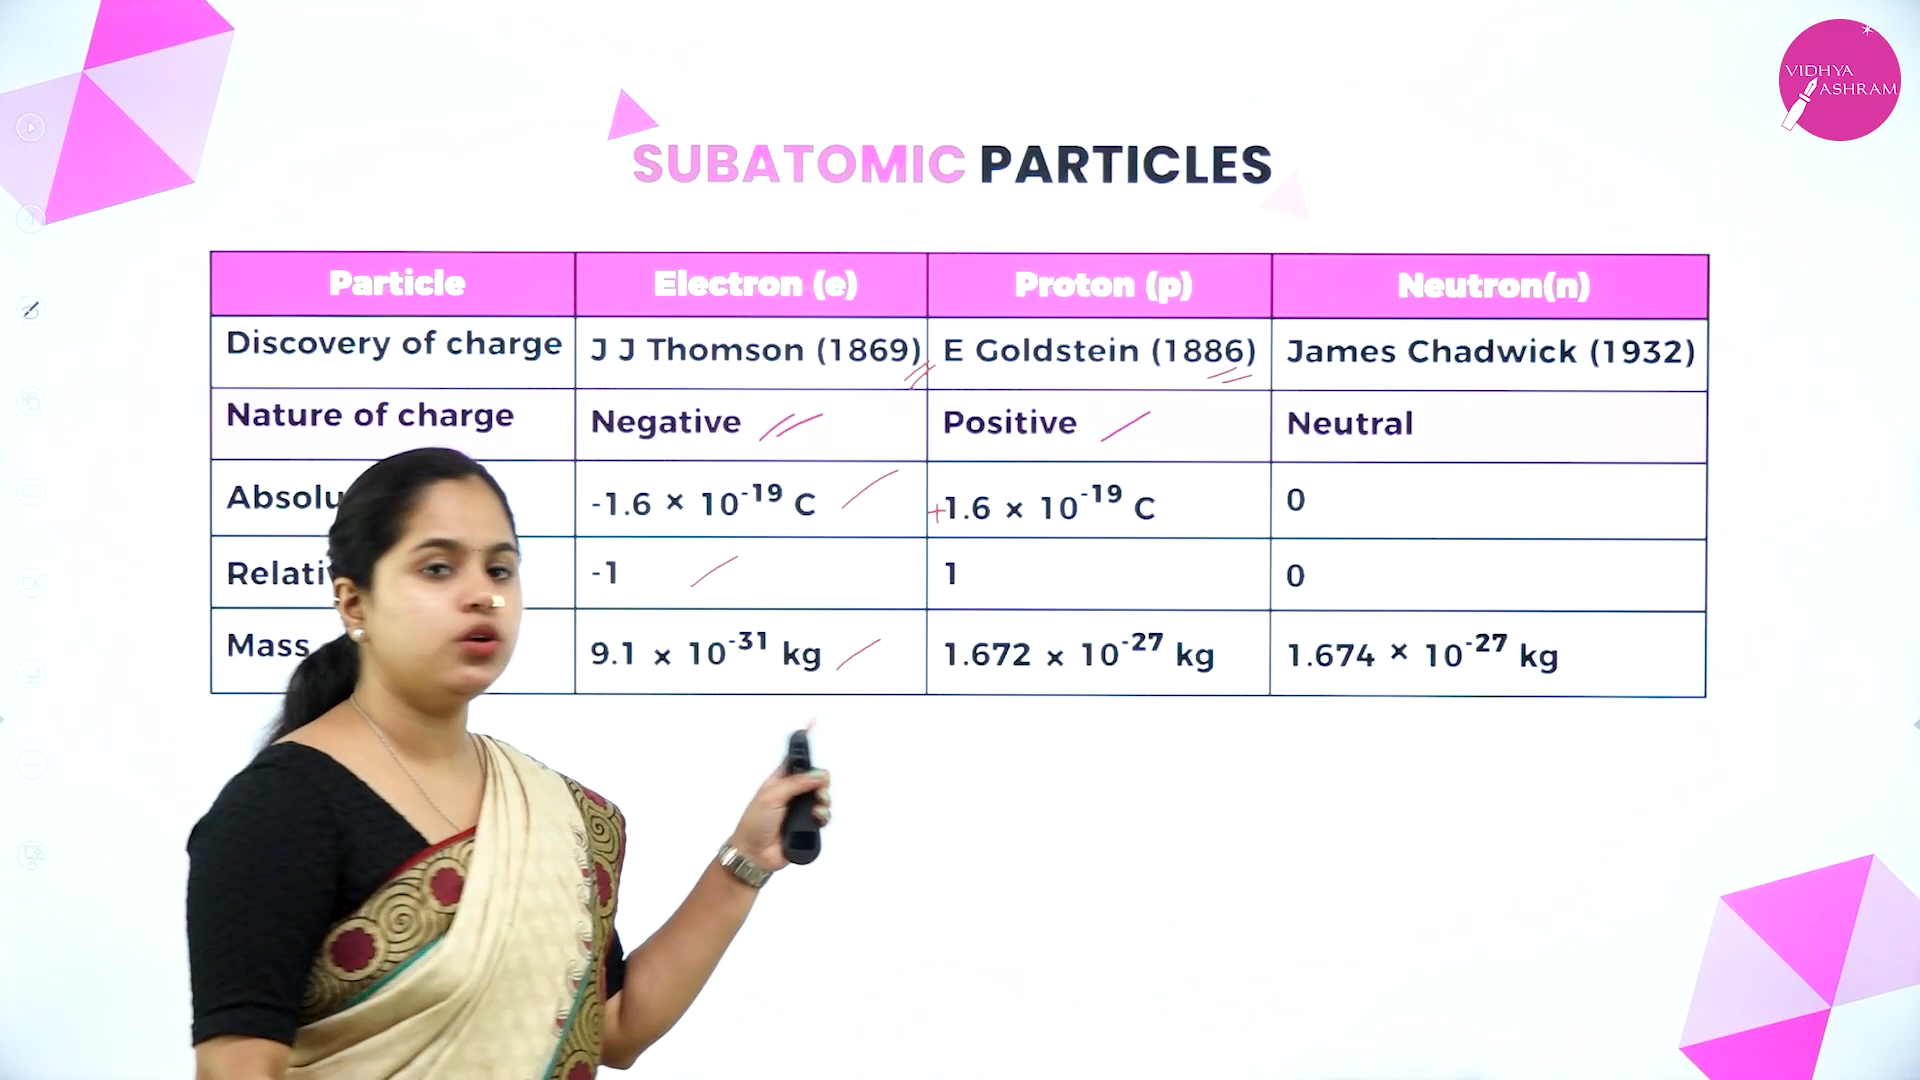 VIDHYA
ASHRAM
SUBATOMIC PARTICLES
Particle Electron (e) Proton (p) Neutron(n)
Discovery of charge J J Thomson (1869) E Goldstein (1886) James Chadwick (1932)
Nature of charge Negative Positive Neutral
-1.6 × 10⁻¹⁹ C +1.6 × 10⁻¹⁹ C 0
-1 1 0
Mass 9.1 × 10⁻³¹ kg 1.672 × 10⁻²⁷ kg 1.674 × 10⁻²⁷ kg